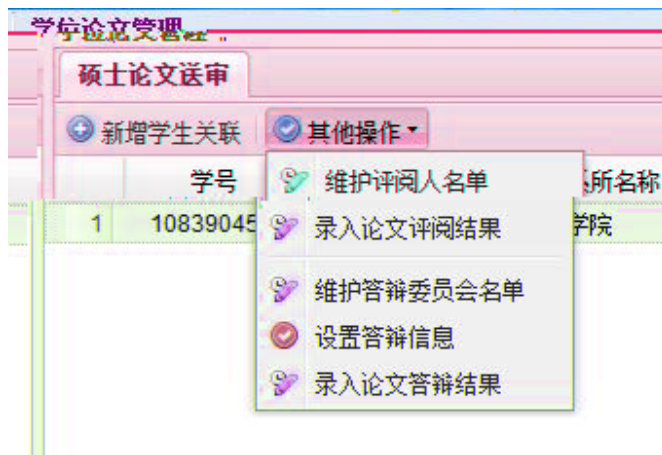 学位论文管理
硕士论文送审
新增学生关联 其他操作
学号 所名称
维护评阅人名单
1 10839045 学院
录入论文评阅结果
维护答辩委员会名单
设置答辩信息
录入论文答辩结果